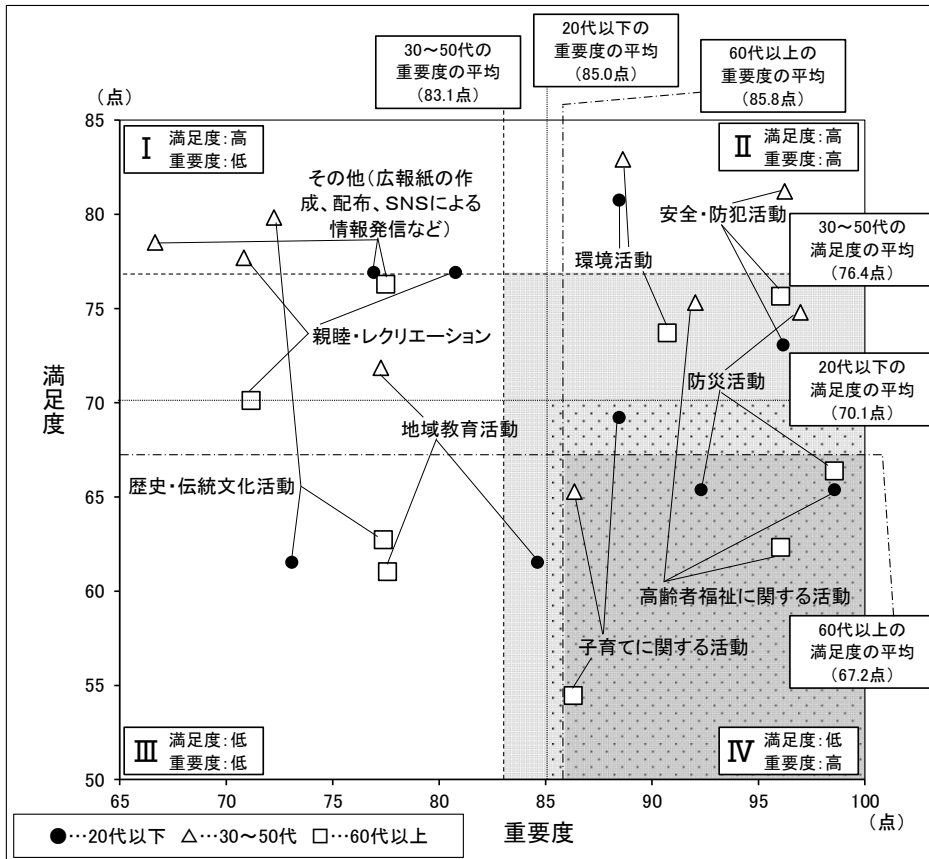 20代以下の
重要度の平均
（85.0点）
30～50代の
重要度の平均
（83.1点）
60代以上の
重要度の平均
（85.8点）
（点）
85
80
75
70
65
60
55
50
満足度
Ⅰ
満足度：高
重要度：低
Ⅱ
満足度：高
重要度：高
その他（広報紙の作
成、配布、SNSによる
情報発信など）
安全・防犯活動
環境活動
30～50代の
満足度の平均
（76.4点）
親睦・レクリエーション
防災活動
20代以下の
満足度の平均
（70.1点）
地域教育活動
歴史・伝統文化活動
高齢者福祉に関する活動
子育てに関する活動
60代以上の
満足度の平均
（67.2点）
Ⅲ
満足度：低
重要度：低
Ⅳ
満足度：低
重要度：高
65
70
75
80
85
90
95
100
（点）
重要度
●…20代以下 △…30～50代 □…60代以上